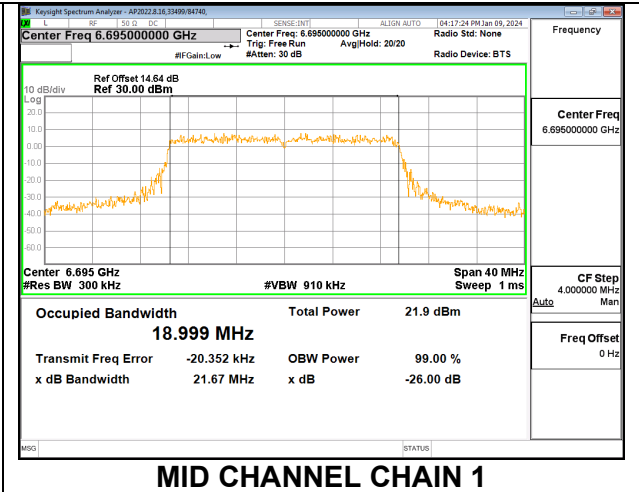 Keysight Spectrum Analyzer - AP2022.8.16,33499/84740,
L RF 50 Ω DC SENSE:INT ALIGN AUTO 04:17:24 PM Jan 09, 2024
Center Freq 6.695000000 GHz Center Freq: 6.695000000 GHz Radio Std: None Frequency
Trig: Free Run Avg|Hold: 20/20
#IFGain:Low #Atten: 30 dB Radio Device: BTS
Ref Offset 14.64 dB
10 dB/div Ref 30.00 dBm
Log
20.0
10.0
0.00
-10.0
-20.0
-30.0
-40.0
-50.0
-60.0
Center Freq
6.695000000 GHz
Center 6.695 GHz Span 40 MHz
#Res BW 300 kHz #VBW 910 kHz Sweep 1 ms
CF Step
4.000000 MHz
Auto Man
Occupied Bandwidth Total Power 21.9 dBm
18.999 MHz
Freq Offset
0 Hz
Transmit Freq Error -20.352 kHz OBW Power 99.00 %
x dB Bandwidth 21.67 MHz x dB -26.00 dB
MSG STATUS
MID CHANNEL CHAIN 1